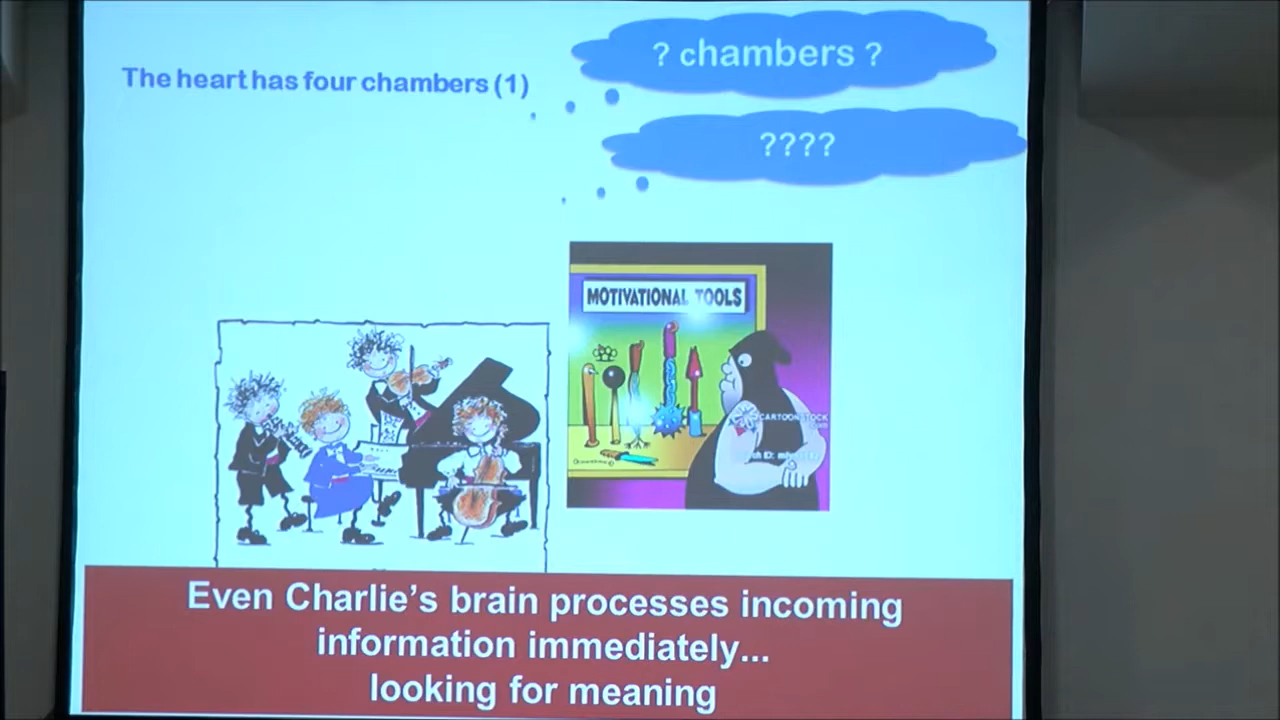 The heart has four chambers (1)
? chambers ?
????
MOTIVATIONAL TOOLS
CARTOONSTOCK
Even Charlie's brain processes incoming
information immediately...
looking for meaning